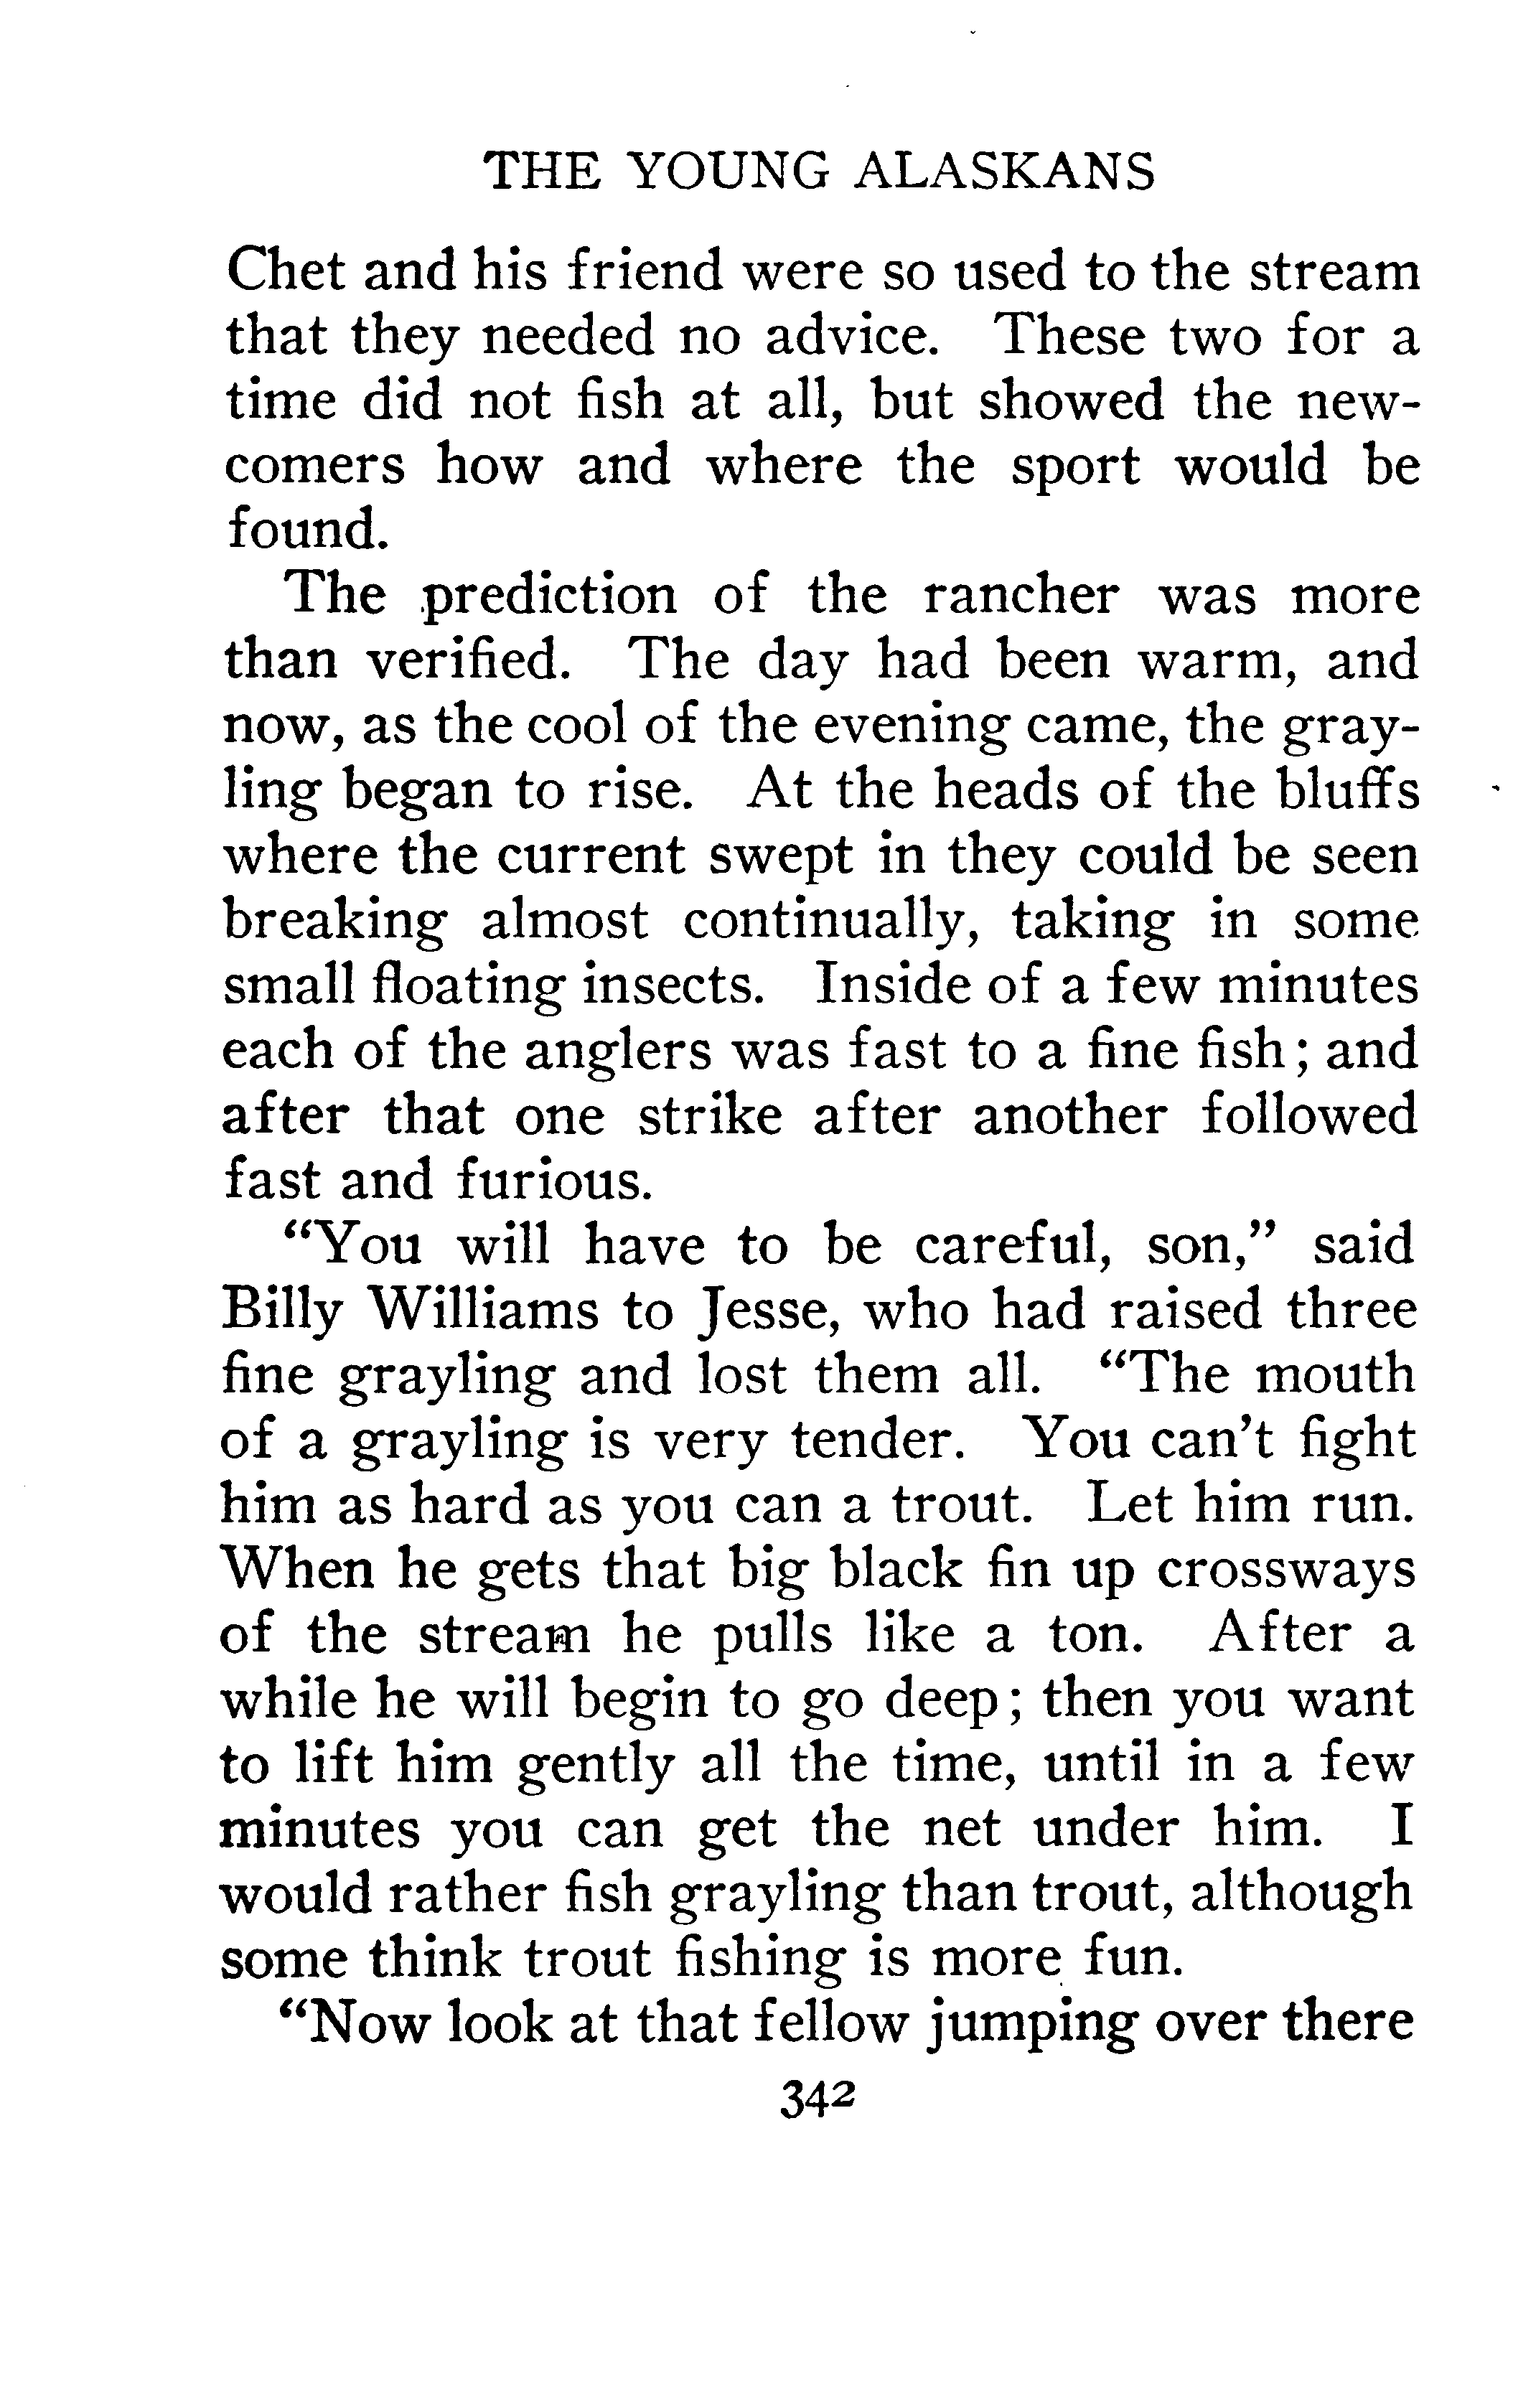 THE YOUNG ALASKANS
Chet and his friend were so used to the stream
that they needed no advice. These two for a
time did not fish at all, but showed the new-
comers how and where the sport would be
found.
The prediction of the rancher was more
than verified. The day had been warm, and
now, as the cool of the evening came, the gray-
ling began to rise. At the heads of the bluffs
where the current swept in they could be seen
breaking almost continually, taking in some
small floating insects. Inside of a few minutes
each of the anglers was fast to a fine fish; and
after that one strike after another followed
fast and furious.
“You will have to be careful, son,” said
Billy Williams to Jesse, who had raised three
fine grayling and lost them all. “The mouth
of a grayling is very tender. You can't fight
him as hard as you can a trout. Let him run.
When he gets that big black fin up crossways
of the stream he pulls like a ton. After a
while he will begin to go deep; then you want
to lift him gently all the time, until in a few
minutes you can get the net under him. I
would rather fish grayling than trout, although
some think trout fishing is more fun.
“Now look at that fellow jumping over there
342